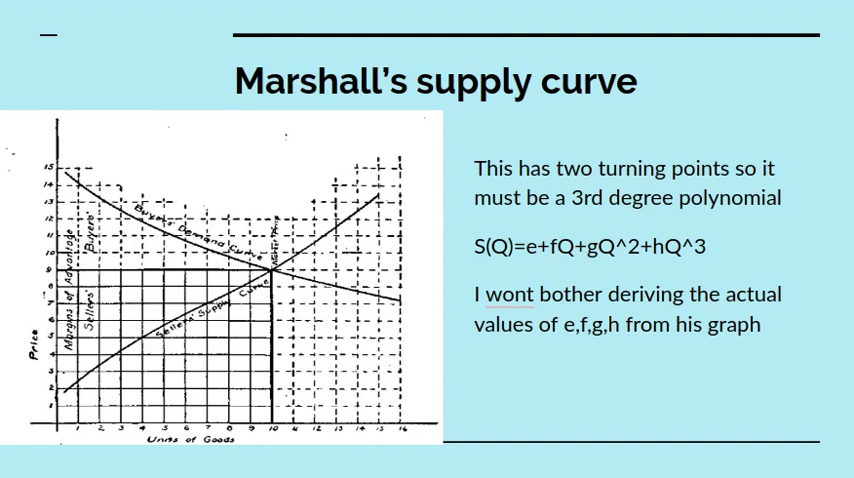 Marshall’s supply curve
This has two turning points so it
must be a 3rd degree polynomial
S(Q)=e+fQ+gQ^2+hQ^3
I wont bother deriving the actual
values of e,f,g,h from his graph
15
14
13
12
11
10
9
8
7
6
5
4
3
2
1
Price
Margins of Advantage
Sellers' Buyers'
Buyers' Demand Curve
Sellers' Supply Curve
1 2 3 4 5 6 7 8 9 10 11 12 13 14 15 16
Units of Goods